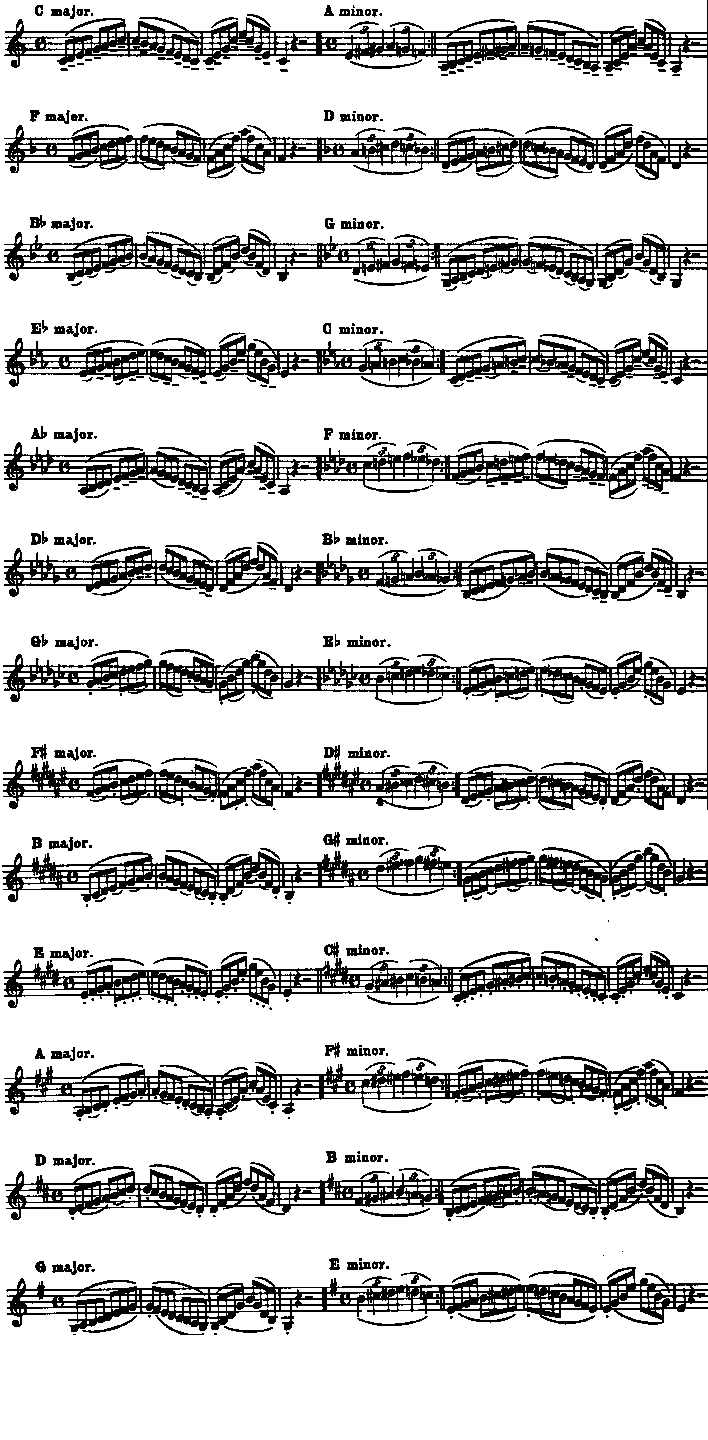 C major. A minor.
F majer. D minor.
B♭ major. G minor.
E♭ major. C minor.
A♭ major. F minor.
D♭ major. B♭ minor.
G♭ major. E♭ minor.
F♯ major. D♯ minor.
B major. G♯ minor.
E major. C♯ minor.
A major. F♯ minor.
D major. B minor.
G major. E minor.